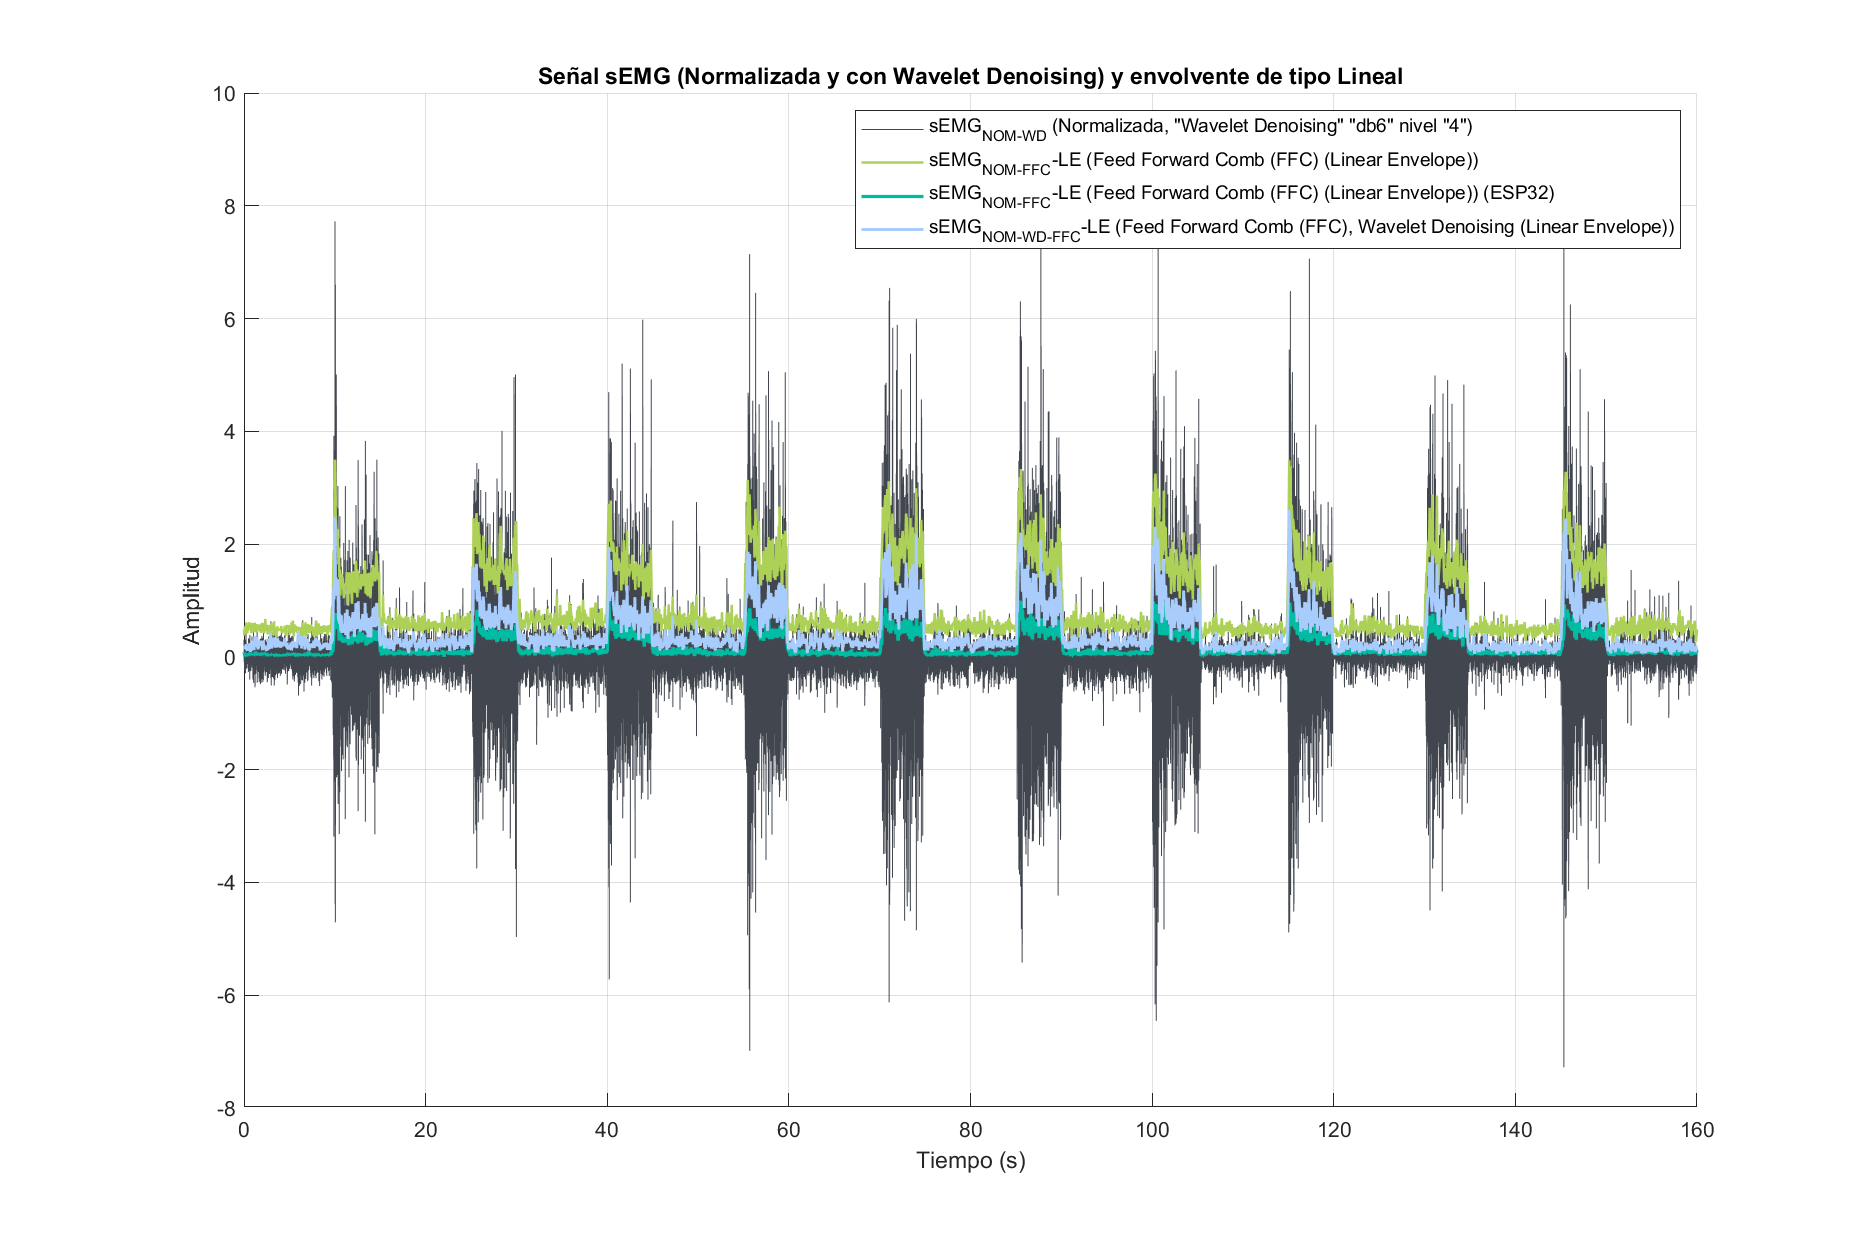 Señal sEMG (Normalizada y con Wavelet Denoising) y envolvente de tipo Lineal
sEMG_NOM-WD (Normalizada, "Wavelet Denoising" "db6" nivel "4")
sEMG_NOM-FFC-LE (Feed Forward Comb (FFC) (Linear Envelope))
sEMG_NOM-FFC-LE (Feed Forward Comb (FFC) (Linear Envelope)) (ESP32)
sEMG_NOM-WD-FFC-LE (Feed Forward Comb (FFC), Wavelet Denoising (Linear Envelope))
Amplitud
10
8
6
4
2
0
-2
-4
-6
-8
0 20 40 60 80 100 120 140 160
Tiempo (s)